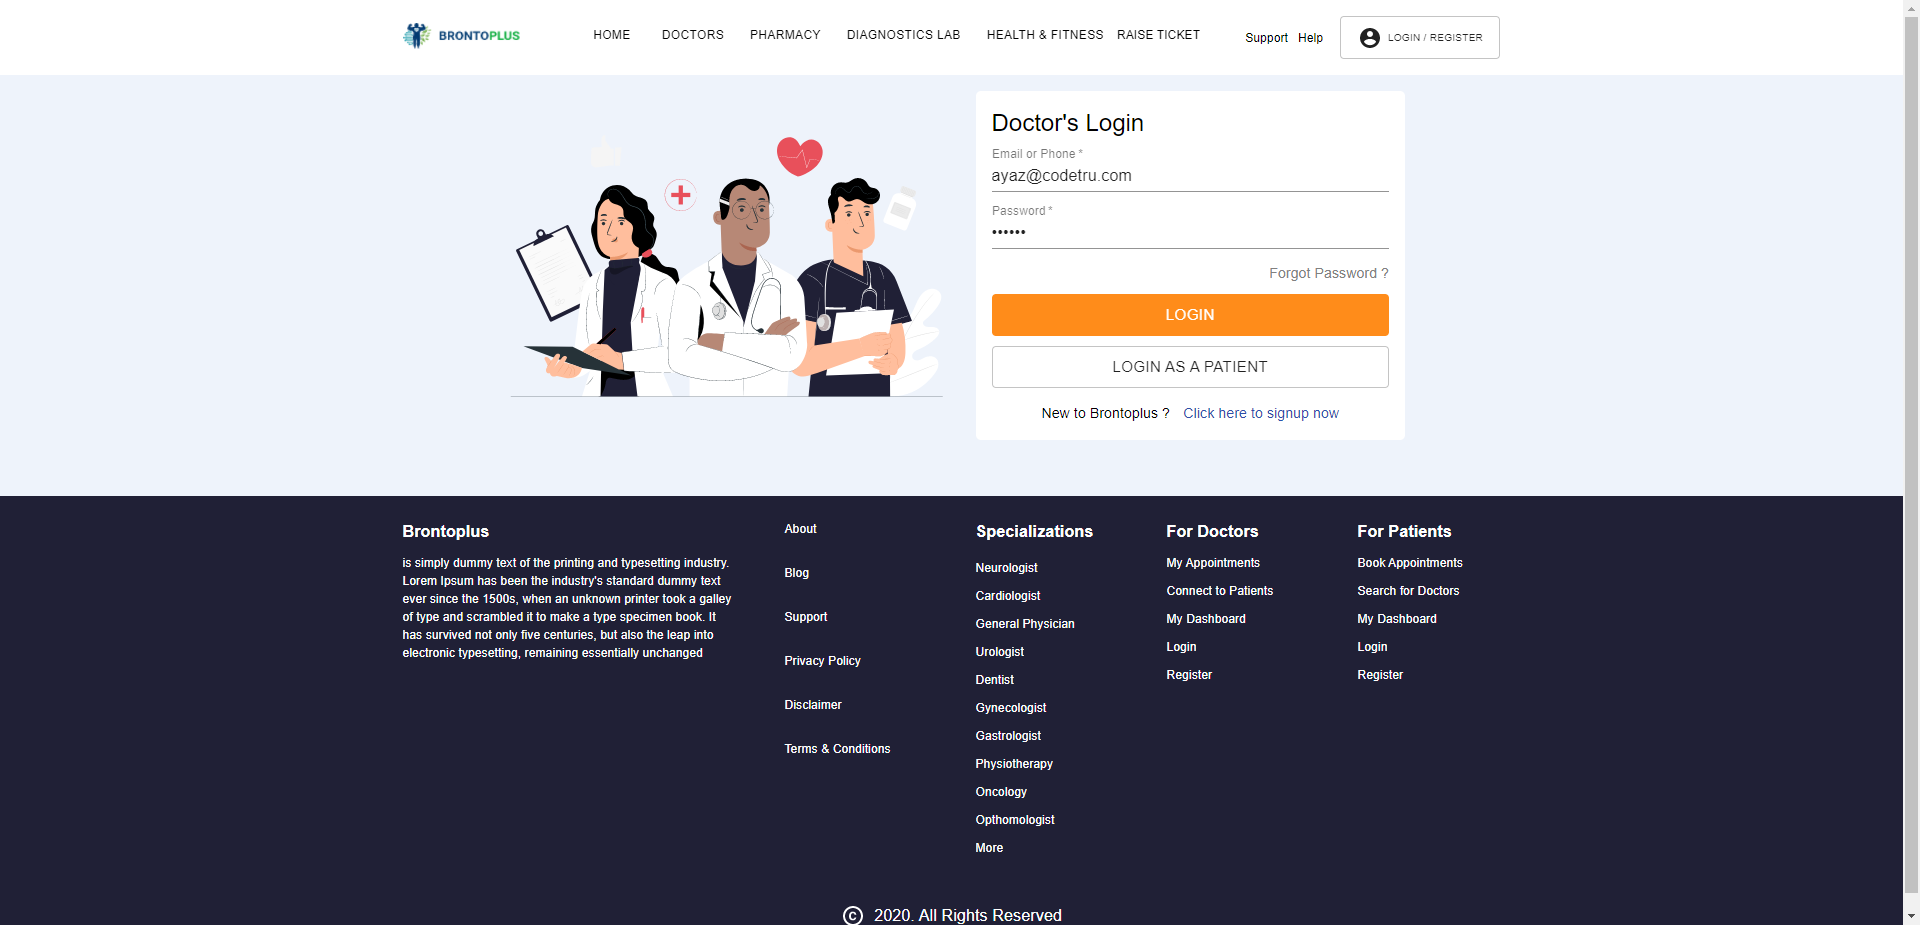 BRONTOPLUS
HOME
DOCTORS
PHARMACY
DIAGNOSTICS LAB
HEALTH & FITNESS
RAISE TICKET
Support
Help
LOGIN / REGISTER
Doctor's Login
Email or Phone *
ayaz@codetru.com
Password *
••••••
Forgot Password ?
LOGIN
LOGIN AS A PATIENT
New to Brontoplus ? Click here to signup now
Brontoplus
is simply dummy text of the printing and typesetting industry.
Lorem Ipsum has been the industry's standard dummy text
ever since the 1500s, when an unknown printer took a galley
of type and scrambled it to make a type specimen book. It
has survived not only five centuries, but also the leap into
electronic typesetting, remaining essentially unchanged
About
Blog
Support
Privacy Policy
Disclaimer
Terms & Conditions
Specializations
Neurologist
Cardiologist
General Physician
Urologist
Dentist
Gynecologist
Gastrologist
Physiotherapy
Oncology
Opthomologist
More
For Doctors
My Appointments
Connect to Patients
My Dashboard
Login
Register
For Patients
Book Appointments
Search for Doctors
My Dashboard
Login
Register
© 2020. All Rights Reserved